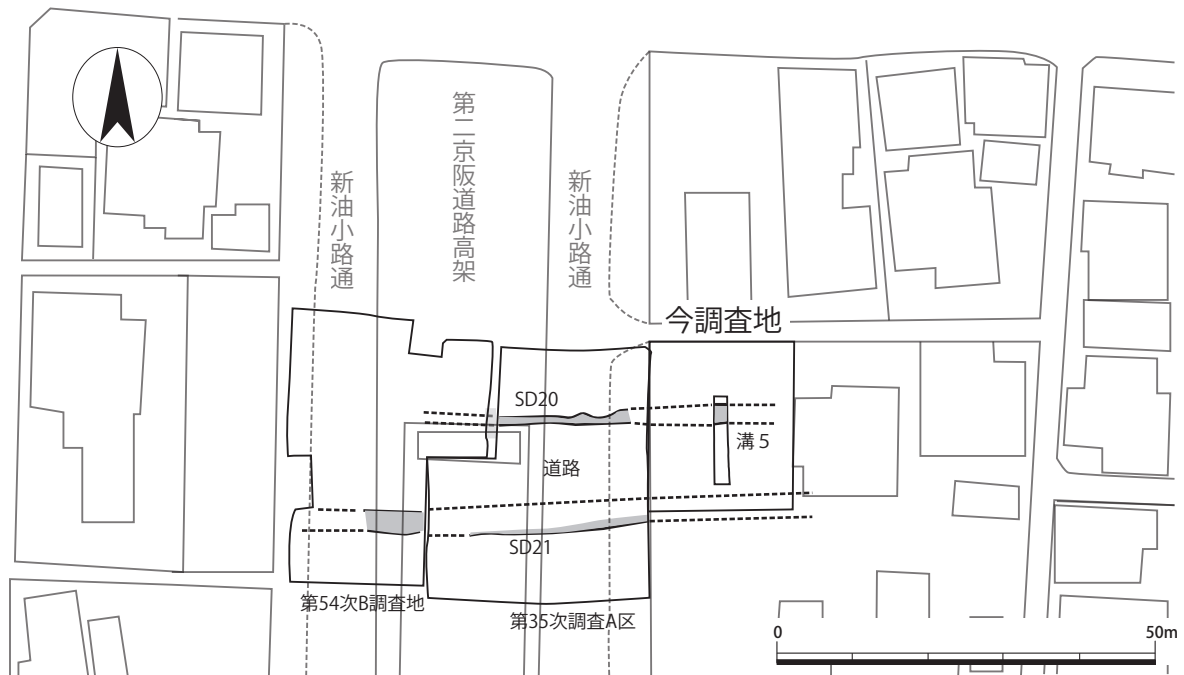 第二京阪道路高架
新油小路通
新油小路通
今調査地
SD20
溝5
道路
SD21
第54次B調査地
第35次調査A区
0
50m